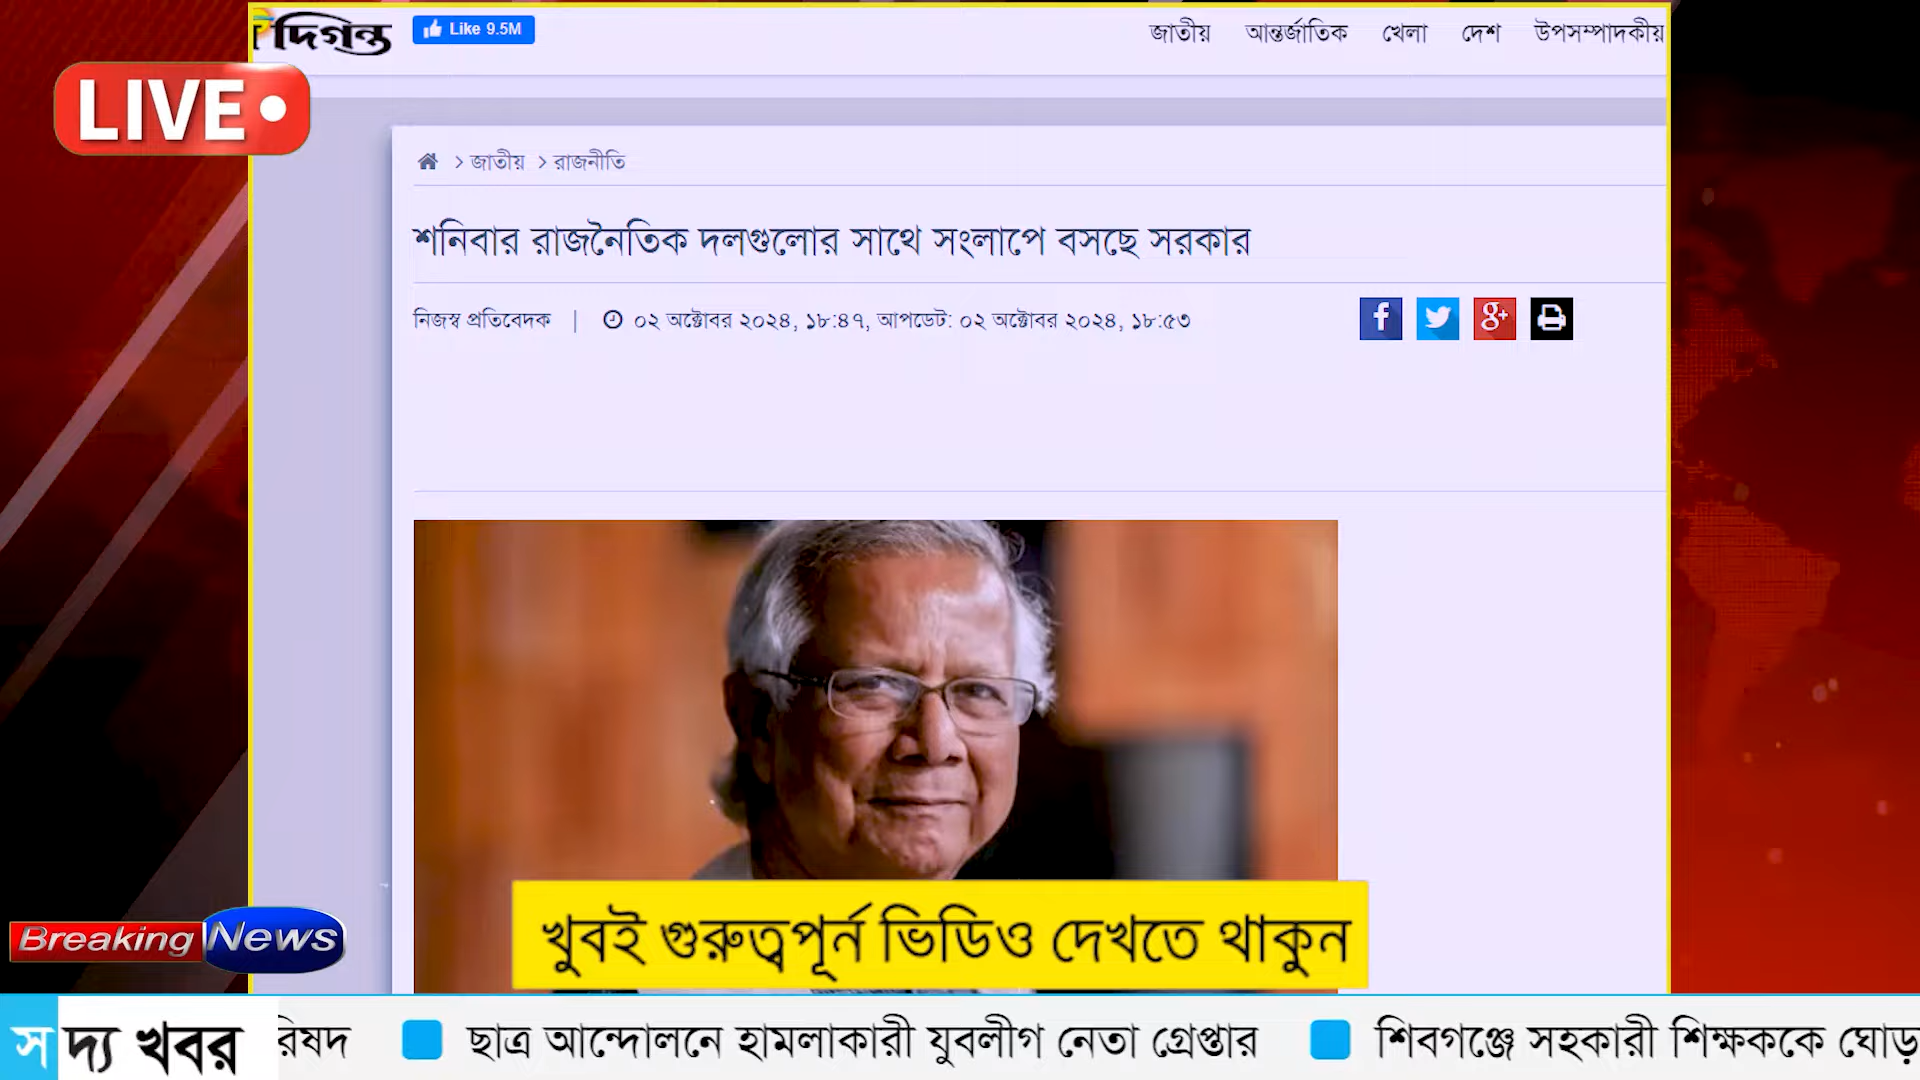 দিগন্ত
Like 9.5M
জাতীয় আন্তর্জাতিক খেলা দেশ উপসম্পাদকীয়
LIVE
জাতীয় > রাজনীতি
শনিবার রাজনৈতিক দলগুলোর সাথে সংলাপে বসছে সরকার
নিজস্ব প্রতিবেদক | ০২ অক্টোবর ২০২৪, ১৮:৪৭, আপডেট: ০২ অক্টোবর ২০২৪, ১৮:৫৩
খুবই গুরুত্বপূর্ন ভিডিও দেখতে থাকুন
Breaking News
সদ্য খবর
রিষদ ছাত্র আন্দোলনে হামলাকারী যুবলীগ নেতা গ্রেপ্তার শিবগঞ্জে সহকারী শিক্ষককে ঘোড়